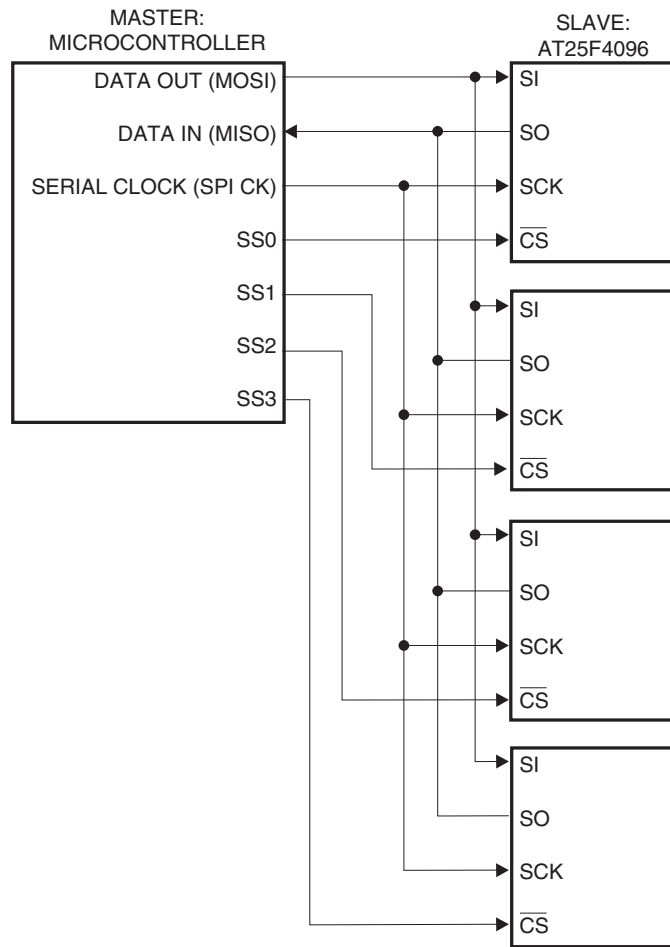 MASTER:
MICROCONTROLLER
SLAVE:
AT25F4096
DATA OUT (MOSI)
DATA IN (MISO)
SERIAL CLOCK (SPI CK)
SS0
SS1
SS2
SS3
SI
SO
SCK
CS
SI
SO
SCK
CS
SI
SO
SCK
CS
SI
SO
SCK
CS